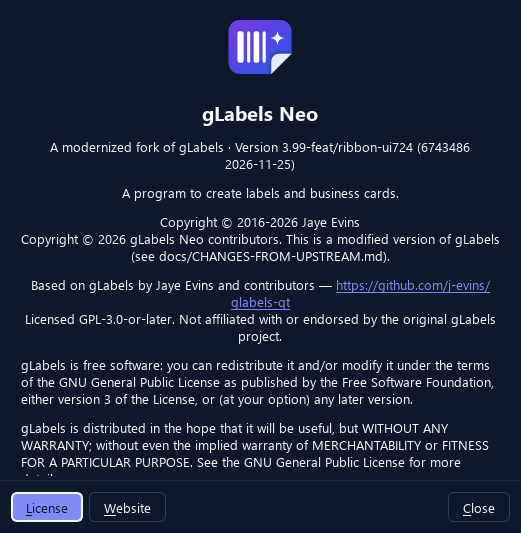 gLabels Neo
A modernized fork of gLabels · Version 3.99-feat/ribbon-ui724 (6743486
2026-11-25)
A program to create labels and business cards.
Copyright © 2016-2026 Jaye Evins
Copyright © 2026 gLabels Neo contributors. This is a modified version of gLabels
(see docs/CHANGES-FROM-UPSTREAM.md).
Based on gLabels by Jaye Evins and contributors — https://github.com/j-evins/
glabels-qt
Licensed GPL-3.0-or-later. Not affiliated with or endorsed by the original gLabels
project.
gLabels is free software: you can redistribute it and/or modify it under the terms
of the GNU General Public License as published by the Free Software Foundation,
either version 3 of the License, or (at your option) any later version.
gLabels is distributed in the hope that it will be useful, but WITHOUT ANY
WARRANTY; without even the implied warranty of MERCHANTABILITY or FITNESS
FOR A PARTICULAR PURPOSE. See the GNU General Public License for more
License Website Close